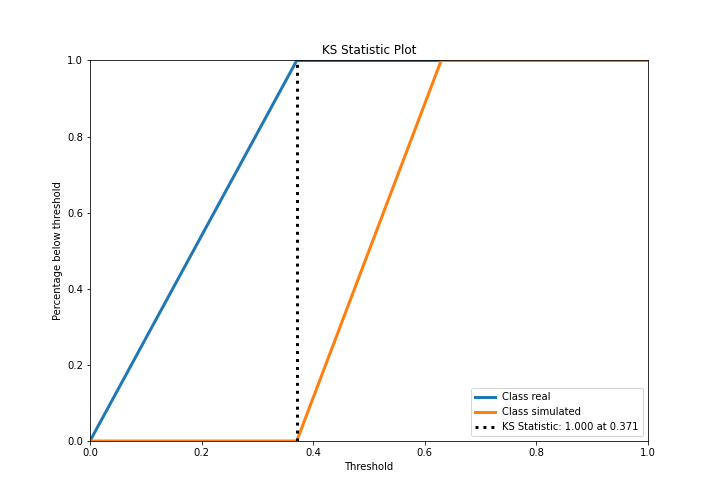 KS Statistic Plot
1.0
0.8
0.6
0.4
0.2
0.0
Percentage below threshold
0.0 0.2 0.4 0.6 0.8 1.0
Threshold
Class real
Class simulated
KS Statistic: 1.000 at 0.371